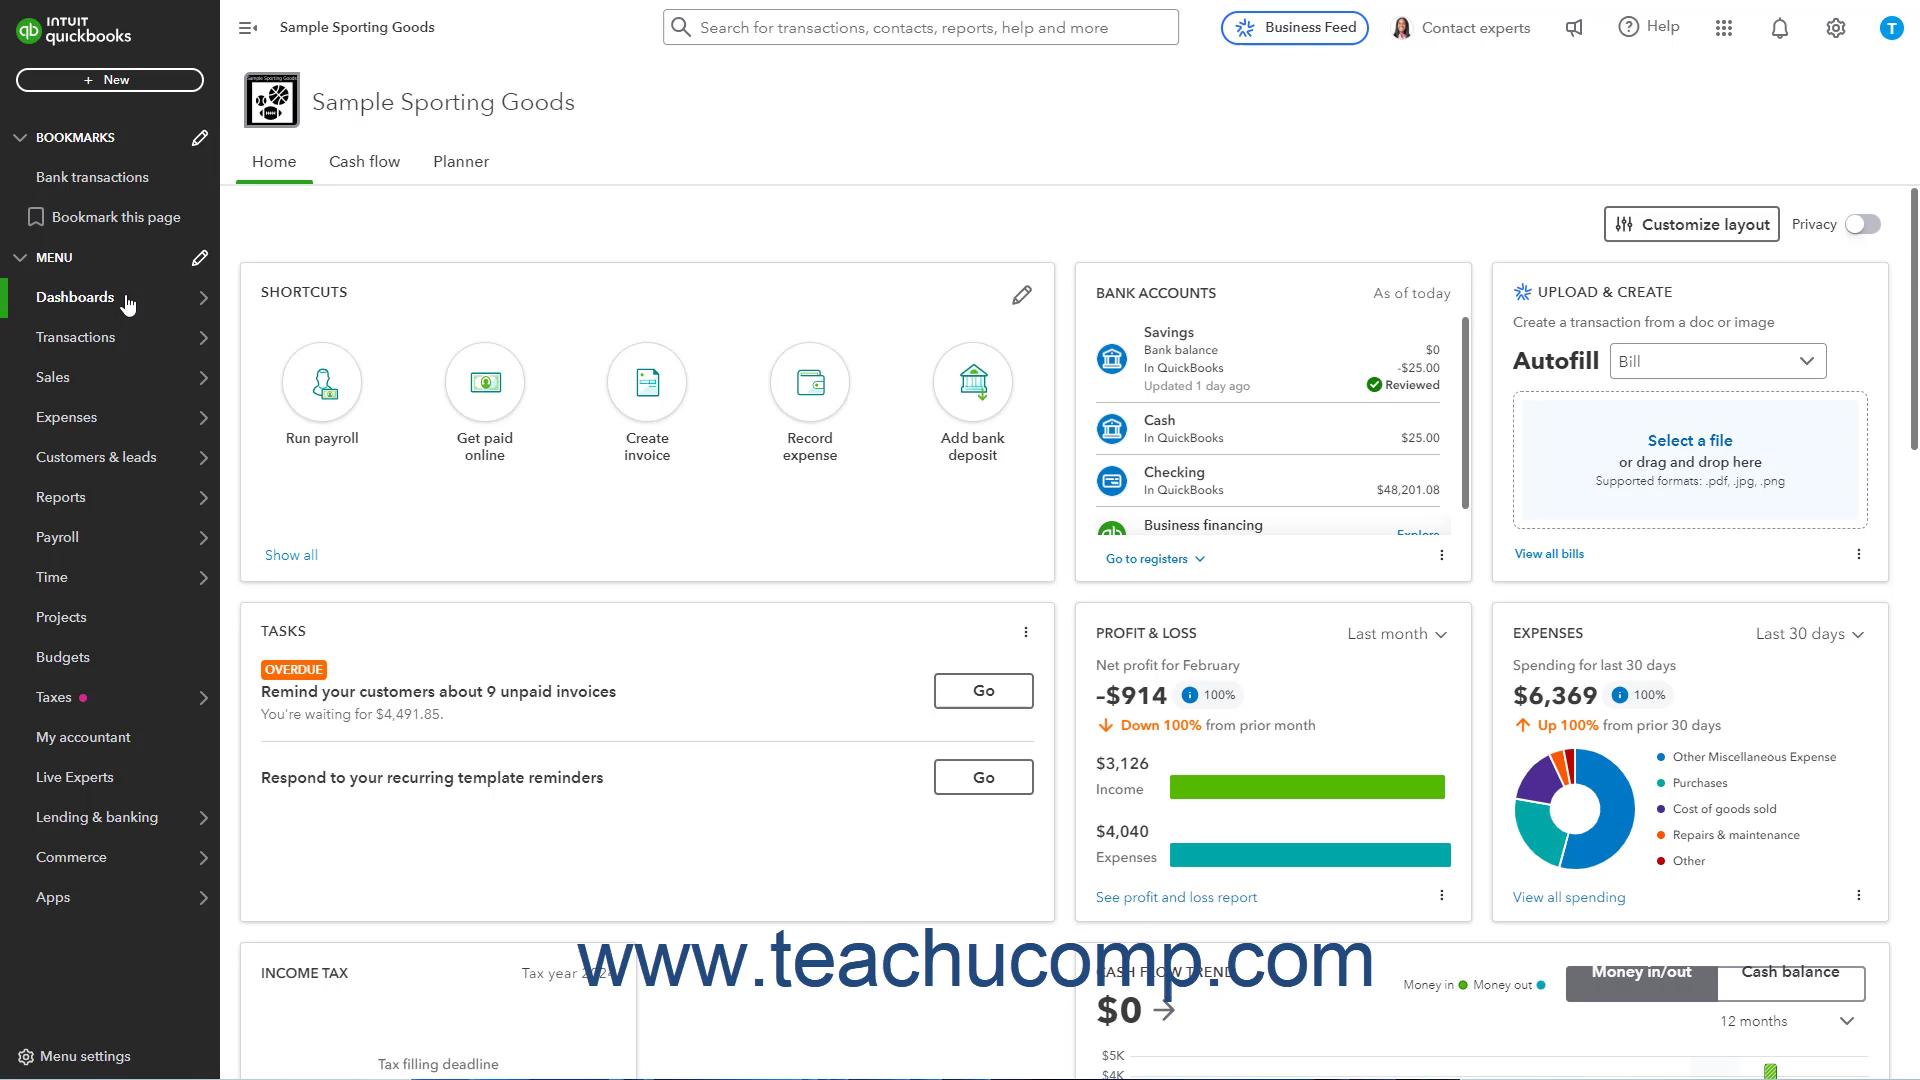 INTUIT
quickbooks
Sample Sporting Goods
Search for transactions, contacts, reports, help and more
Business Feed
Contact experts
Help
T
+ New
BOOKMARKS
Bank transactions
Bookmark this page
MENU
Dashboards
Transactions
Sales
Expenses
Customers & leads
Reports
Payroll
Time
Projects
Budgets
Taxes
My accountant
Live Experts
Lending & banking
Commerce
Apps
Menu settings
Sample Sporting Goods
Sample Sporting Goods
Home
Cash flow
Planner
Customize layout
Privacy
SHORTCUTS
Run payroll
Get paid
online
Create
invoice
Record
expense
Add bank
deposit
Show all
BANK ACCOUNTS
As of today
Savings
Bank balance $0
In QuickBooks -$25.00
Updated 1 day ago Reviewed
Cash
In QuickBooks $25.00
Checking
In QuickBooks $48,201.08
Business financing
Explore
Go to registers
UPLOAD & CREATE
Create a transaction from a doc or image
Autofill Bill
Select a file
or drag and drop here
Supported formats: .pdf, .jpg, .png
View all bills
TASKS
OVERDUE
Remind your customers about 9 unpaid invoices
You're waiting for $4,491.85.
Go
Respond to your recurring template reminders
Go
PROFIT & LOSS
Last month
Net profit for February
-$914 100%
Down 100% from prior month
$3,126
Income
$4,040
Expenses
See profit and loss report
EXPENSES
Last 30 days
Spending for last 30 days
$6,369 100%
Up 100% from prior 30 days
Other Miscellaneous Expense
Purchases
Cost of goods sold
Repairs & maintenance
Other
View all spending
INCOME TAX
Tax year 2024
Tax filling deadline
www.teachucomp.com
CASH FLOW TREND
$0
Money in Money out
Money in/out
Cash balance
12 months
$5K
$4K